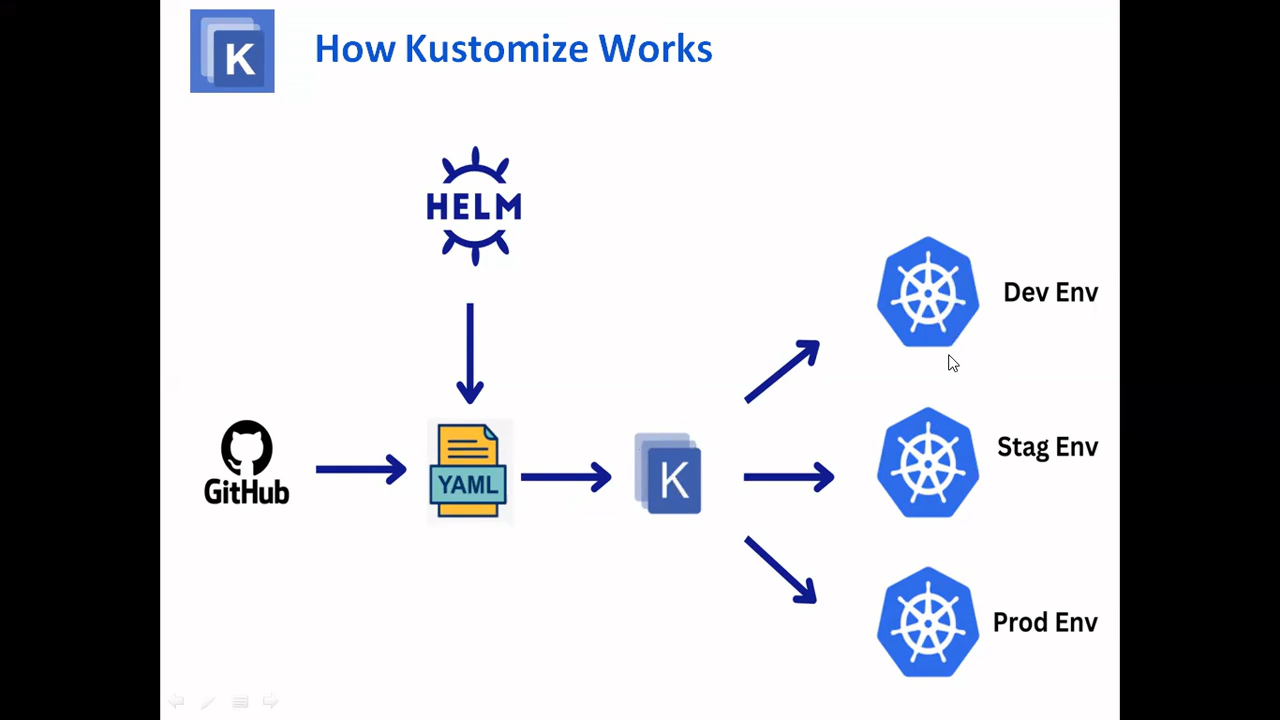 K
How Kustomize Works
HELM
Dev Env
GitHub
YAML
K
Stag Env
Prod Env